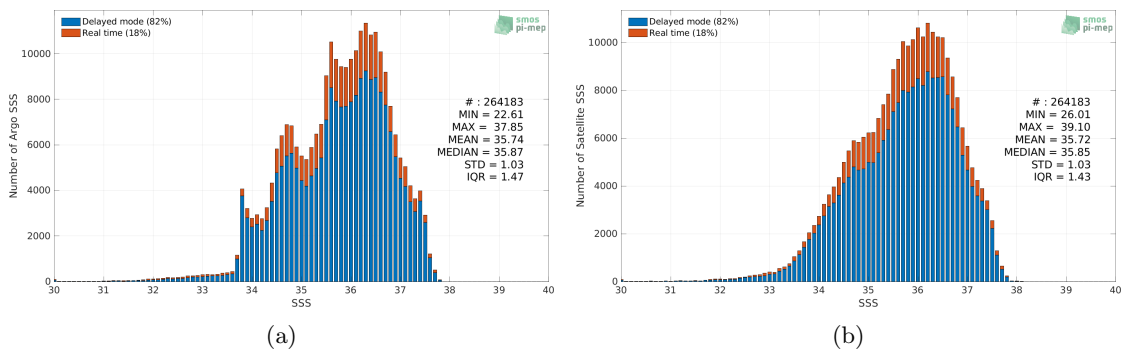 Delayed mode (82%)
Real time (18%)
smos
pi-mep
10000
8000
6000
4000
2000
0
Number of Argo SSS
# : 264183
MIN = 22.61
MAX = 37.85
MEAN = 35.74
MEDIAN = 35.87
STD = 1.03
IQR = 1.47
30 31 32 33 34 35 36 37 38 39 40
SSS
(a)
Delayed mode (82%)
Real time (18%)
smos
pi-mep
10000
8000
6000
4000
2000
0
Number of Satellite SSS
# : 264183
MIN = 26.01
MAX = 39.10
MEAN = 35.72
MEDIAN = 35.85
STD = 1.03
IQR = 1.43
30 31 32 33 34 35 36 37 38 39 40
SSS
(b)